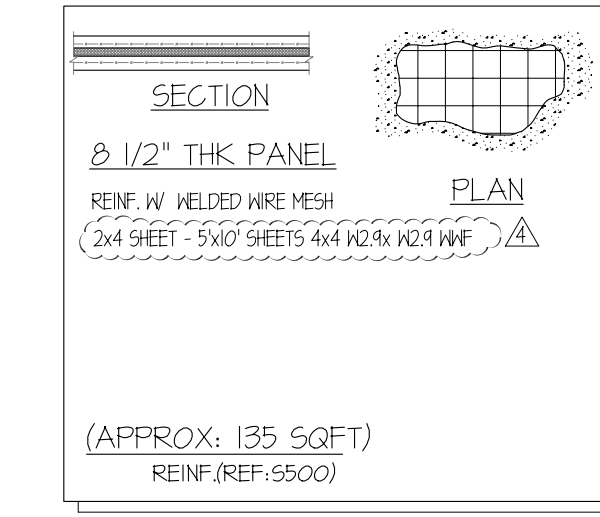 SECTION
8 1/2" THK PANEL
PLAN
REINF. W/ WELDED WIRE MESH
2x4 SHEET - 5'x10' SHEETS 4x4 W2.9x W2.9 WWF
4
(APPROX: 135 SQFT)
REINF.(REF:S500)